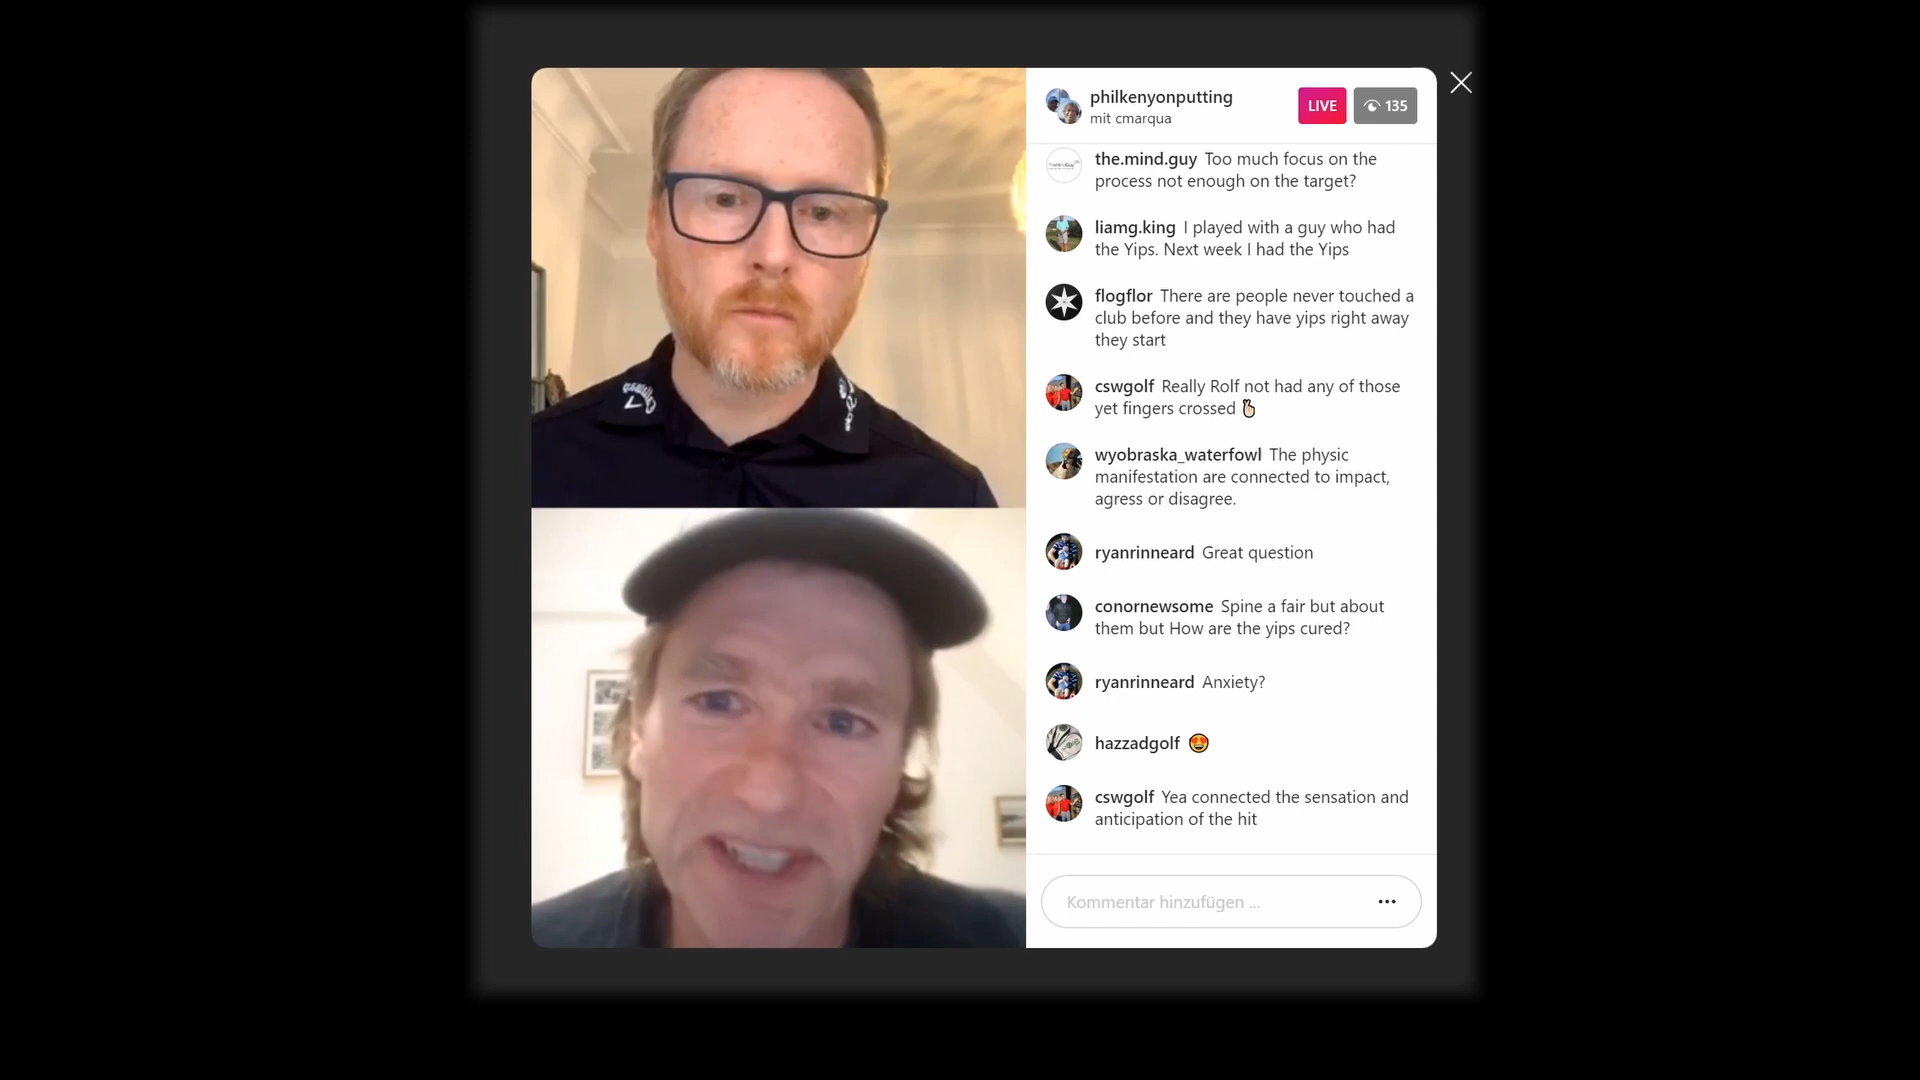 philkenyonputting
mit cmarqua
LIVE
135
the.mind.guy Too much focus on the
process not enough on the target?
liamg.king I played with a guy who had
the Yips. Next week I had the Yips
flogflor There are people never touched a
club before and they have yips right away
they start
cswgolf Really Rolf not had any of those
yet fingers crossed 🤞🏻
wyobraska_waterfowl The physic
manifestation are connected to impact,
agress or disagree.
ryanrinneard Great question
conornewsome Spine a fair but about
them but How are the yips cured?
ryanrinneard Anxiety?
hazzadgolf 😍
cswgolf Yea connected the sensation and
anticipation of the hit
Kommentar hinzufügen ...